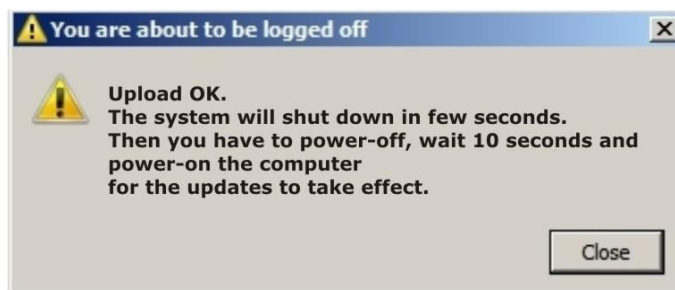 You are about to be logged off
Upload OK.
The system will shut down in few seconds.
Then you have to power-off, wait 10 seconds and
power-on the computer
for the updates to take effect.
Close